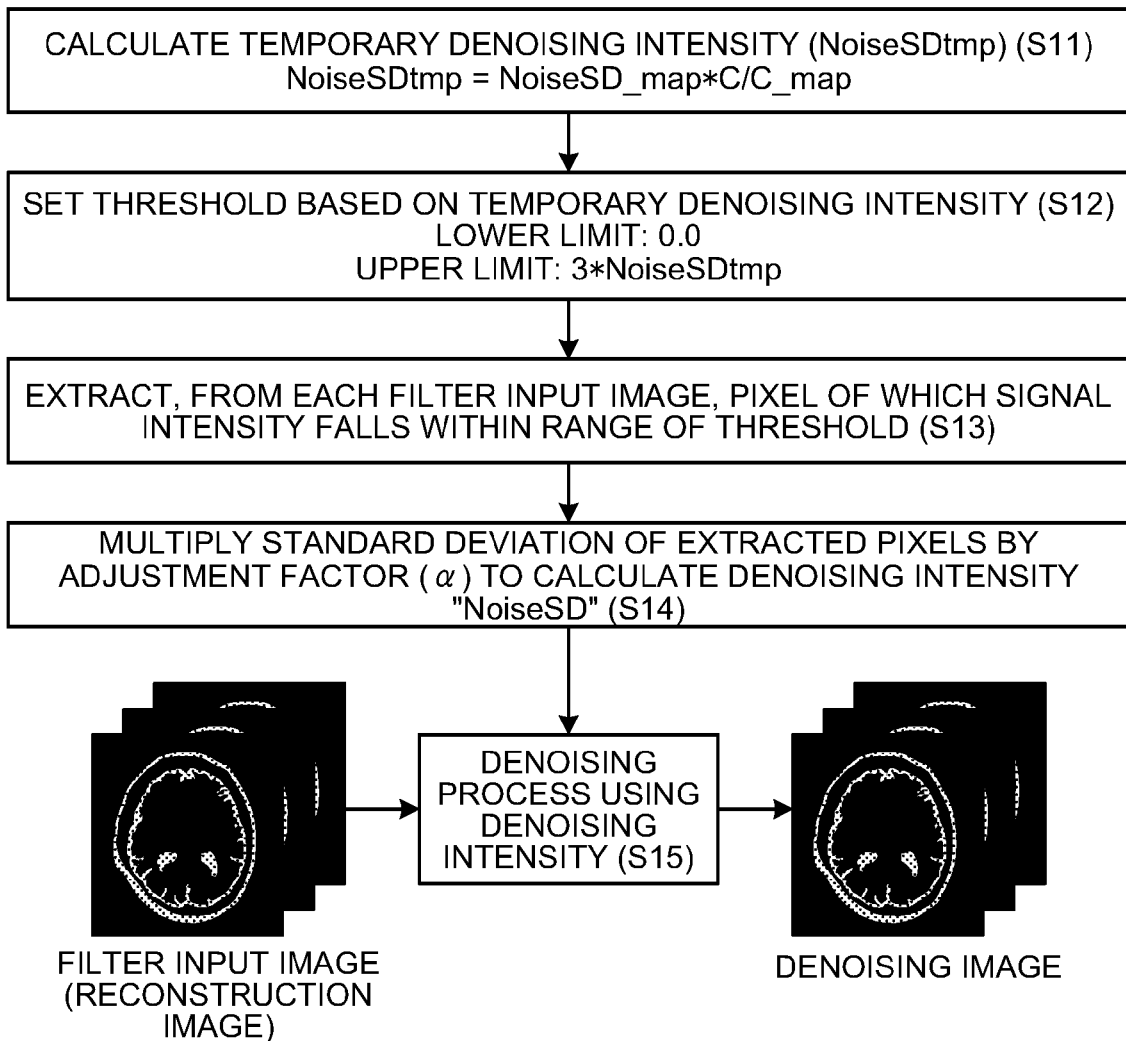 CALCULATE TEMPORARY DENOISING INTENSITY (NoiseSDtmp) (S11)
NoiseSDtmp = NoiseSD_map*C/C_map
SET THRESHOLD BASED ON TEMPORARY DENOISING INTENSITY (S12)
LOWER LIMIT: 0.0
UPPER LIMIT: 3*NoiseSDtmp
EXTRACT, FROM EACH FILTER INPUT IMAGE, PIXEL OF WHICH SIGNAL
INTENSITY FALLS WITHIN RANGE OF THRESHOLD (S13)
MULTIPLY STANDARD DEVIATION OF EXTRACTED PIXELS BY
ADJUSTMENT FACTOR (α) TO CALCULATE DENOISING INTENSITY
"NoiseSD" (S14)
DENOISING
PROCESS USING
DENOISING
INTENSITY (S15)
FILTER INPUT IMAGE
(RECONSTRUCTION
IMAGE)
DENOISING IMAGE